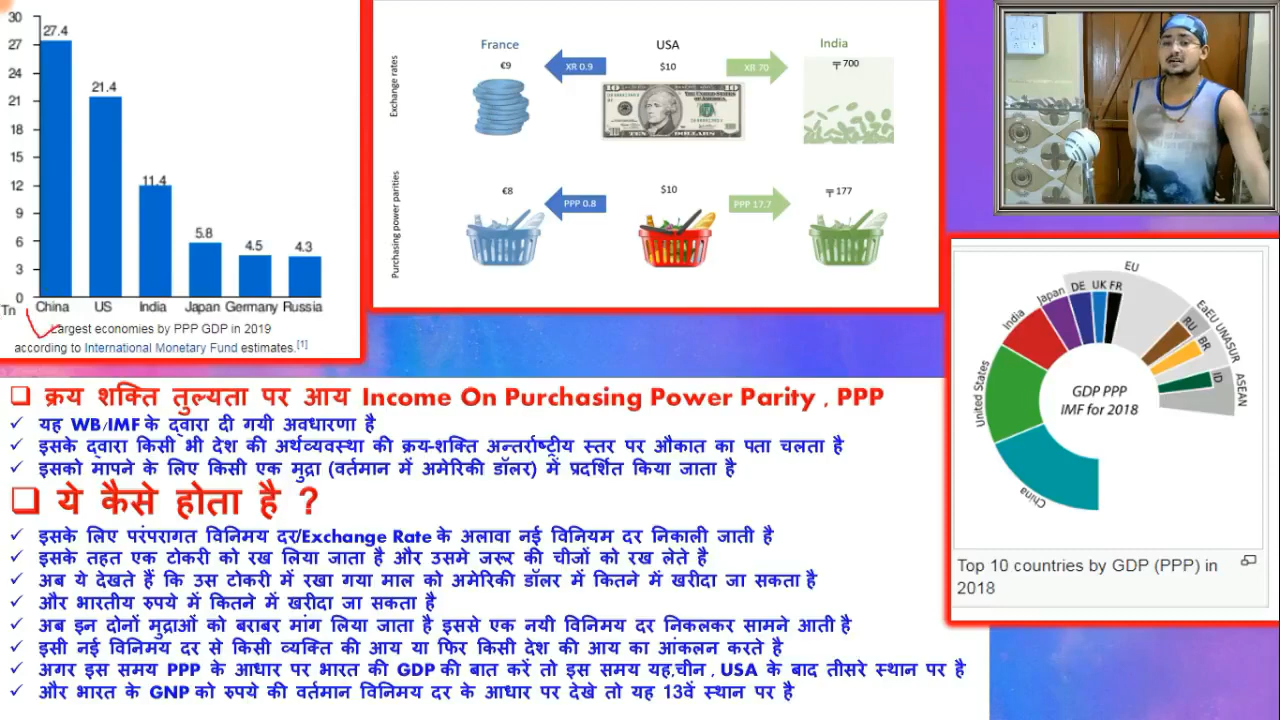 30
27
24
21
18
15
12
9
6
3
0
Tn
27.4
21.4
11.4
5.8
4.5
4.3
China US India Japan Germany Russia
Largest economies by PPP GDP in 2019
according to International Monetary Fund estimates.[1]
Exchange rates
France USA India
€9 $10 700
XR 0.9 XR 70
Purchasing power parities
€8 $10 177
PPP 0.8 PPP 17.7
EU
EaEU UNASUR
ASEAN
China
United States
India
Japan
DE
UK
FR
RU
BR
ID
GDP PPP
IMF for 2018
Top 10 countries by GDP (PPP) in
2018
❑ क्रय शक्ति तुल्यता पर आय Income On Purchasing Power Parity , PPP
✓ यह WB/IMF के द्वारा दी गयी अवधारणा है
✓ इसके द्वारा किसी भी देश की अर्थव्यवस्था की क्रय-शक्ति अन्तर्राष्ट्रीय स्तर पर औकात का पता चलता है
✓ इसको मापने के लिए किसी एक मुद्रा (वर्तमान में अमेरिकी डॉलर) में प्रदर्शित किया जाता है
❑ ये कैसे होता है ?
✓ इसके लिए परंपरागत विनिमय दर/Exchange Rate के अलावा नई विनियम दर निकाली जाती है
✓ इसके तहत एक टोकरी को रख लिया जाता है और उसमे जरूर की चीजों को रख लेते है
✓ अब ये देखते हैं कि उस टोकरी में रखा गया माल को अमेरिकी डॉलर में कितने में खरीदा जा सकता है
✓ और भारतीय रुपये में कितने में खरीदा जा सकता है
✓ अब इन दोनों मुद्राओं को बराबर मांग लिया जाता है इससे एक नयी विनिमय दर निकलकर सामने आती है
✓ इसी नई विनिमय दर से किसी व्यक्ति की आय या फिर किसी देश की आय का आंकलन करते है
✓ अगर इस समय PPP के आधार पर भारत की GDP की बात करें तो इस समय यह,चीन , USA के बाद तीसरे स्थान पर है
✓ और भारत के GNP को रुपये की वर्तमान विनिमय दर के आधार पर देखे तो यह 13वें स्थान पर है